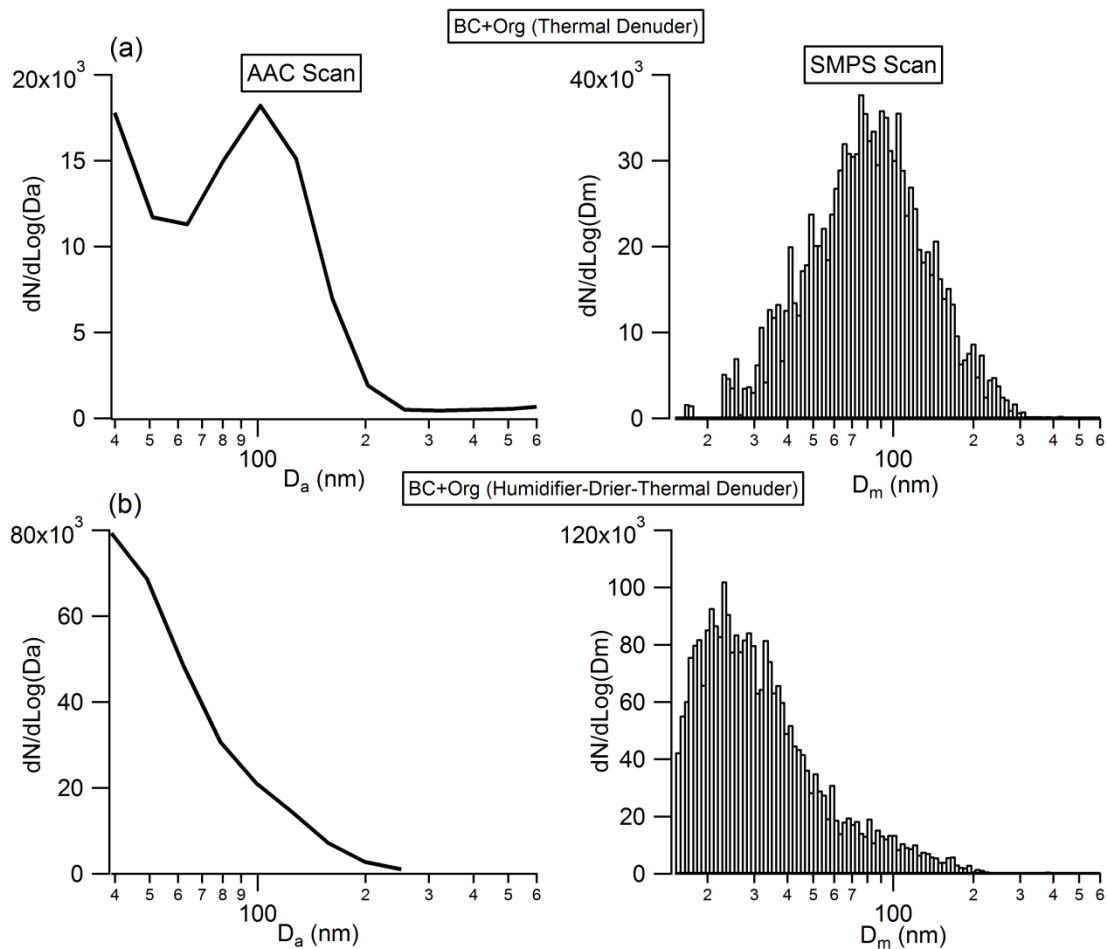 BC+Org (Thermal Denuder)
(a)
AAC Scan
SMPS Scan
20x10³
15
10
5
0
dN/dLog(Da)
4 5 6 7 8 9 100 2 3 4 5 6
Da (nm)
40x10³
30
20
10
0
dN/dLog(Dm)
2 3 4 5 6 7 100 2 3 4 5 6
Dm (nm)
BC+Org (Humidifier-Drier-Thermal Denuder)
(b)
80x10³
60
40
20
0
dN/dLog(Da)
4 5 6 7 8 9 100 2 3 4 5 6
Da (nm)
120x10³
100
80
60
40
20
0
dN/dLog(Dm)
2 3 4 5 6 7 100 2 3 4 5 6
Dm (nm)